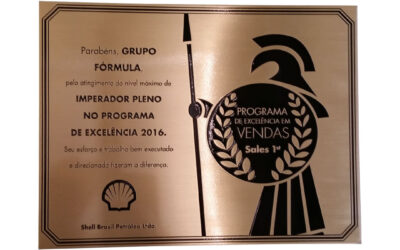 Parabéns, GRUPO
FÓRMULA,
pelo atingimento do nível máximo de
IMPERADOR PLENO
NO PROGRAMA
DE EXCELÊNCIA 2016.
Seu esforço e trabalho bem executado
e direcionado fizeram a diferença.
Shell Brasil Petróleo Ltda.
PROGRAMA
DE EXCELÊNCIA EM
VENDAS
Sales 1st